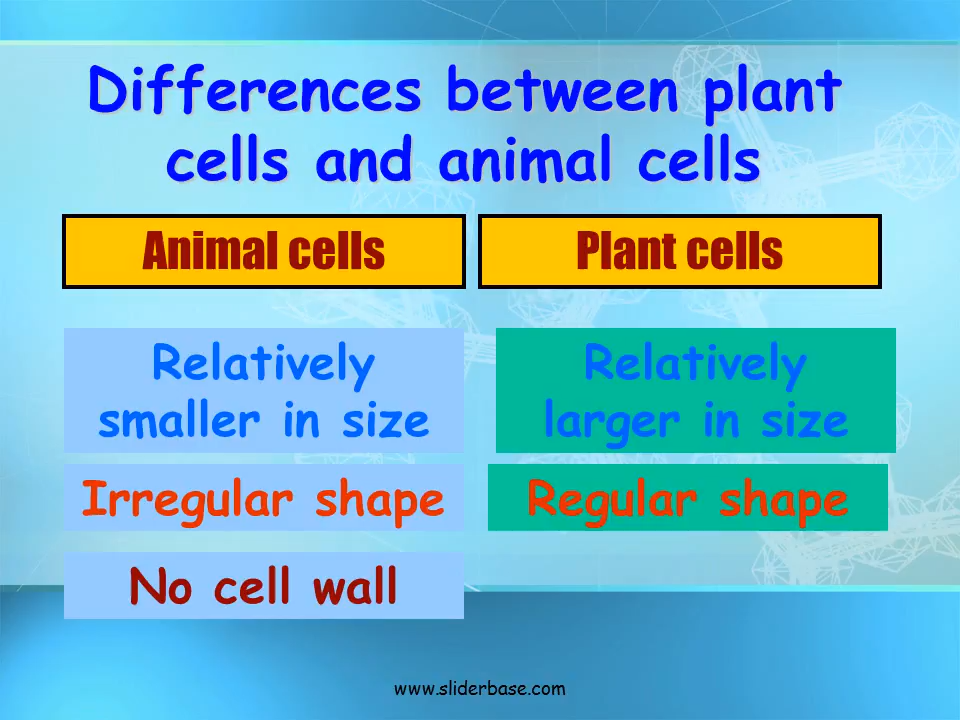 Differences between plant
cells and animal cells
Animal cells
Plant cells
Relatively
smaller in size
Relatively
larger in size
Irregular shape
Regular shape
No cell wall
www.sliderbase.com